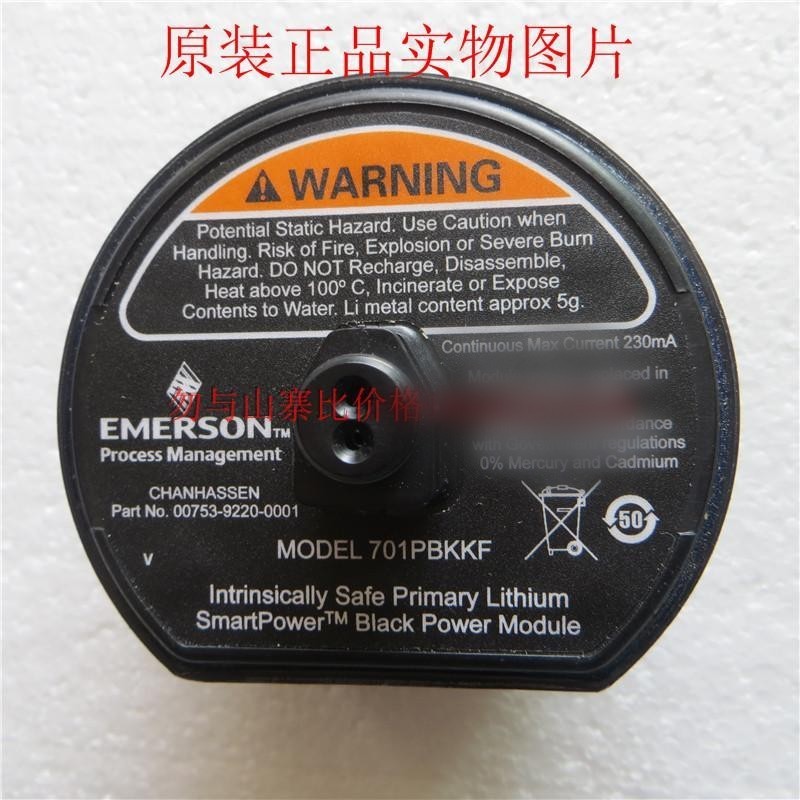 原装正品实物图片
WARNING
Potential Static Hazard. Use Caution when
Handling. Risk of Fire, Explosion or Severe Burn
Hazard. DO NOT Recharge, Disassemble,
Heat above 100º C, Incinerate or Expose
Contents to Water. Li metal content approx 5g.
Continuous Max Current 230mA
in
勿与山寨比价格
EMERSON™
Process Management
with regulations
0% Mercury and Cadmium
CHANHASSEN
Part No. 00753-9220-0001
50
MODEL 701PBKKF
V
Intrinsically Safe Primary Lithium
SmartPower™ Black Power Module